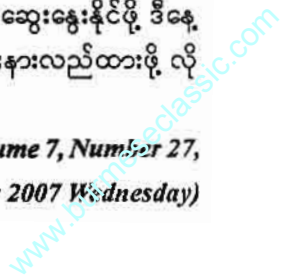 ဆွေးနွေးနိုင်ဖို့ ဒီနေ့
နားလည်ထားဖို့ လို
ume 7, Number 27,
2007 Wednesday)
www.burmeseclassic.com